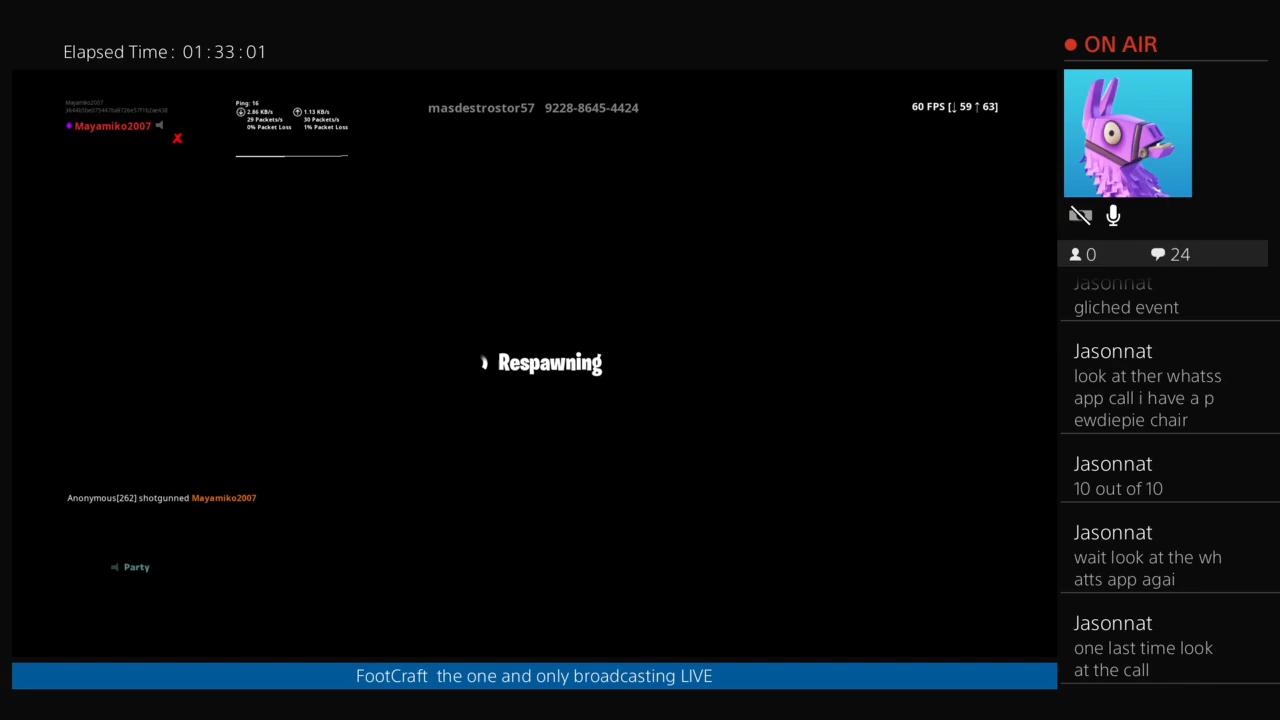 Elapsed Time: 01:33:01
ON AIR
Mayamiko2007
Mayamiko2007
Ping: 16
2.86 KB/s 1.13 KB/s
29 Packets/s 30 Packets/s
0% Packet Loss 1% Packet Loss
masdestrostor57 9228-8645-4424
60 FPS [↓ 59 ↑ 63]
0 24
Jasonnat
gliched event
Jasonnat
look at ther whatss
app call i have a p
ewdiepie chair
Jasonnat
10 out of 10
Jasonnat
wait look at the wh
atts app agai
Jasonnat
one last time look
at the call
Respawning
Anonymous[262] shotgunned Mayamiko2007
Party
FootCraft the one and only broadcasting LIVE